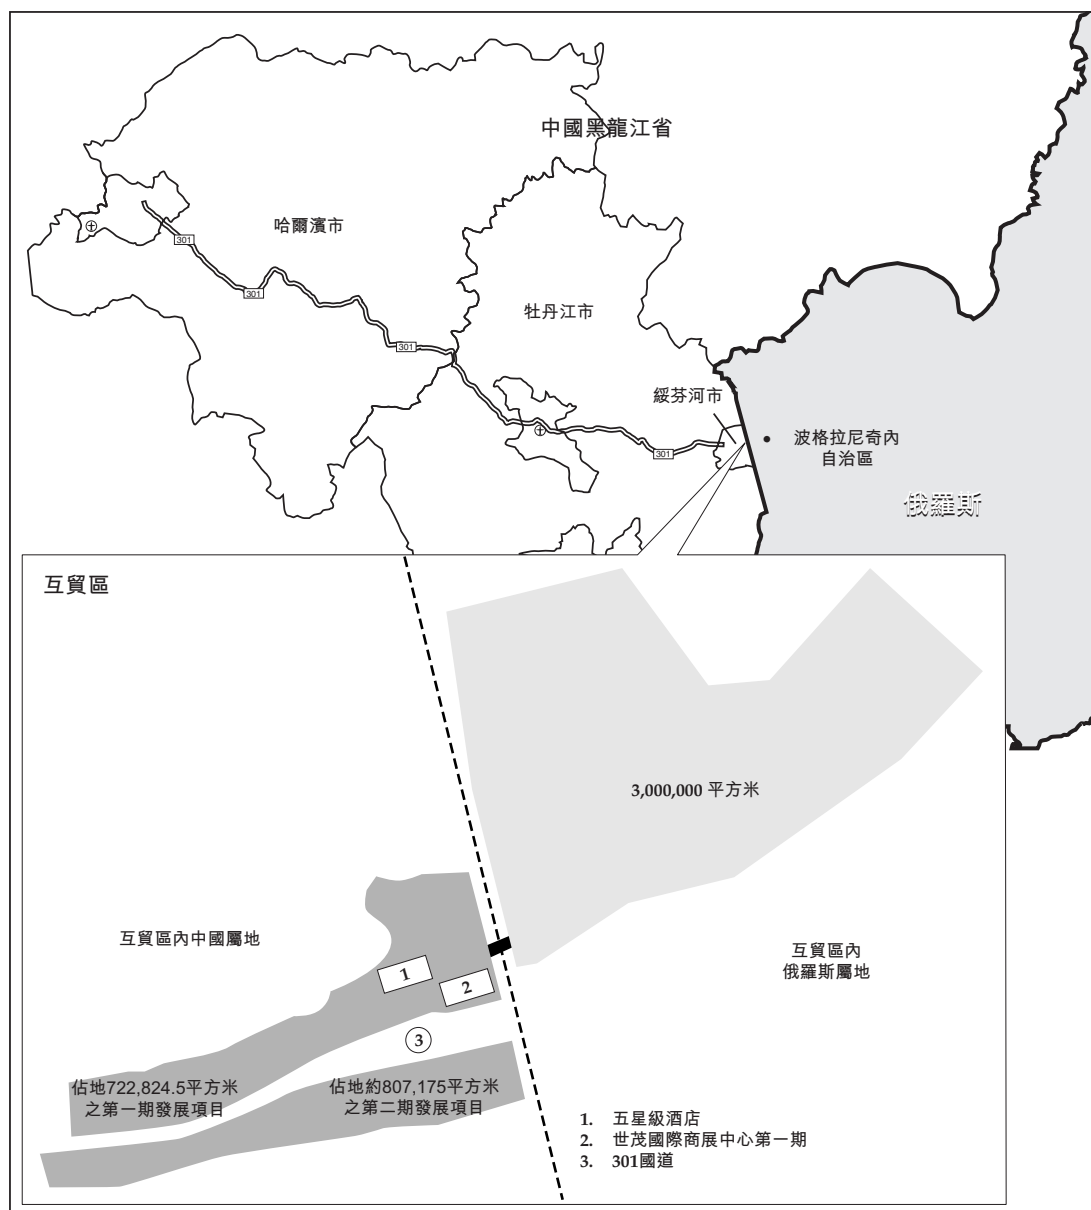 中國黑龍江省
哈爾濱市
301
301
牡丹江市
301
綏芬河市
波格拉尼奇內
自治區
301
俄羅斯
互貿區
3,000,000 平方米
互貿區內中國屬地
互貿區內
俄羅斯屬地
1
2
3
佔地722,824.5平方米
之第一期發展項目
佔地約807,175平方米
之第二期發展項目
1. 五星級酒店
2. 世茂國際商展中心第一期
3. 301國道